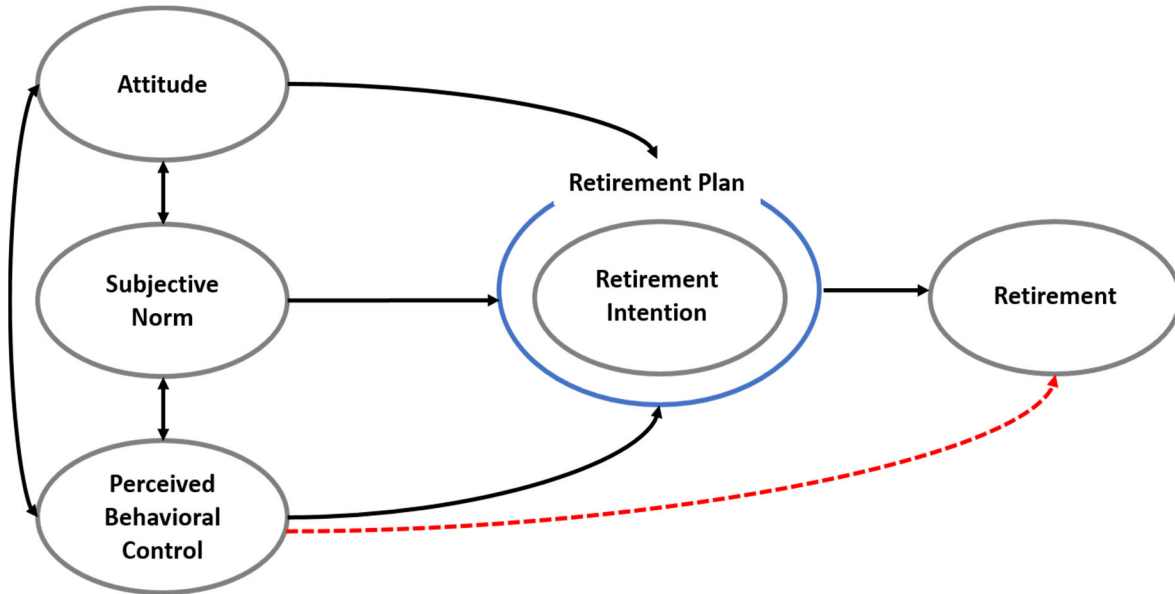 Attitude
Retirement Plan
Subjective
Norm
Retirement
Intention
Retirement
Perceived
Behavioral
Control